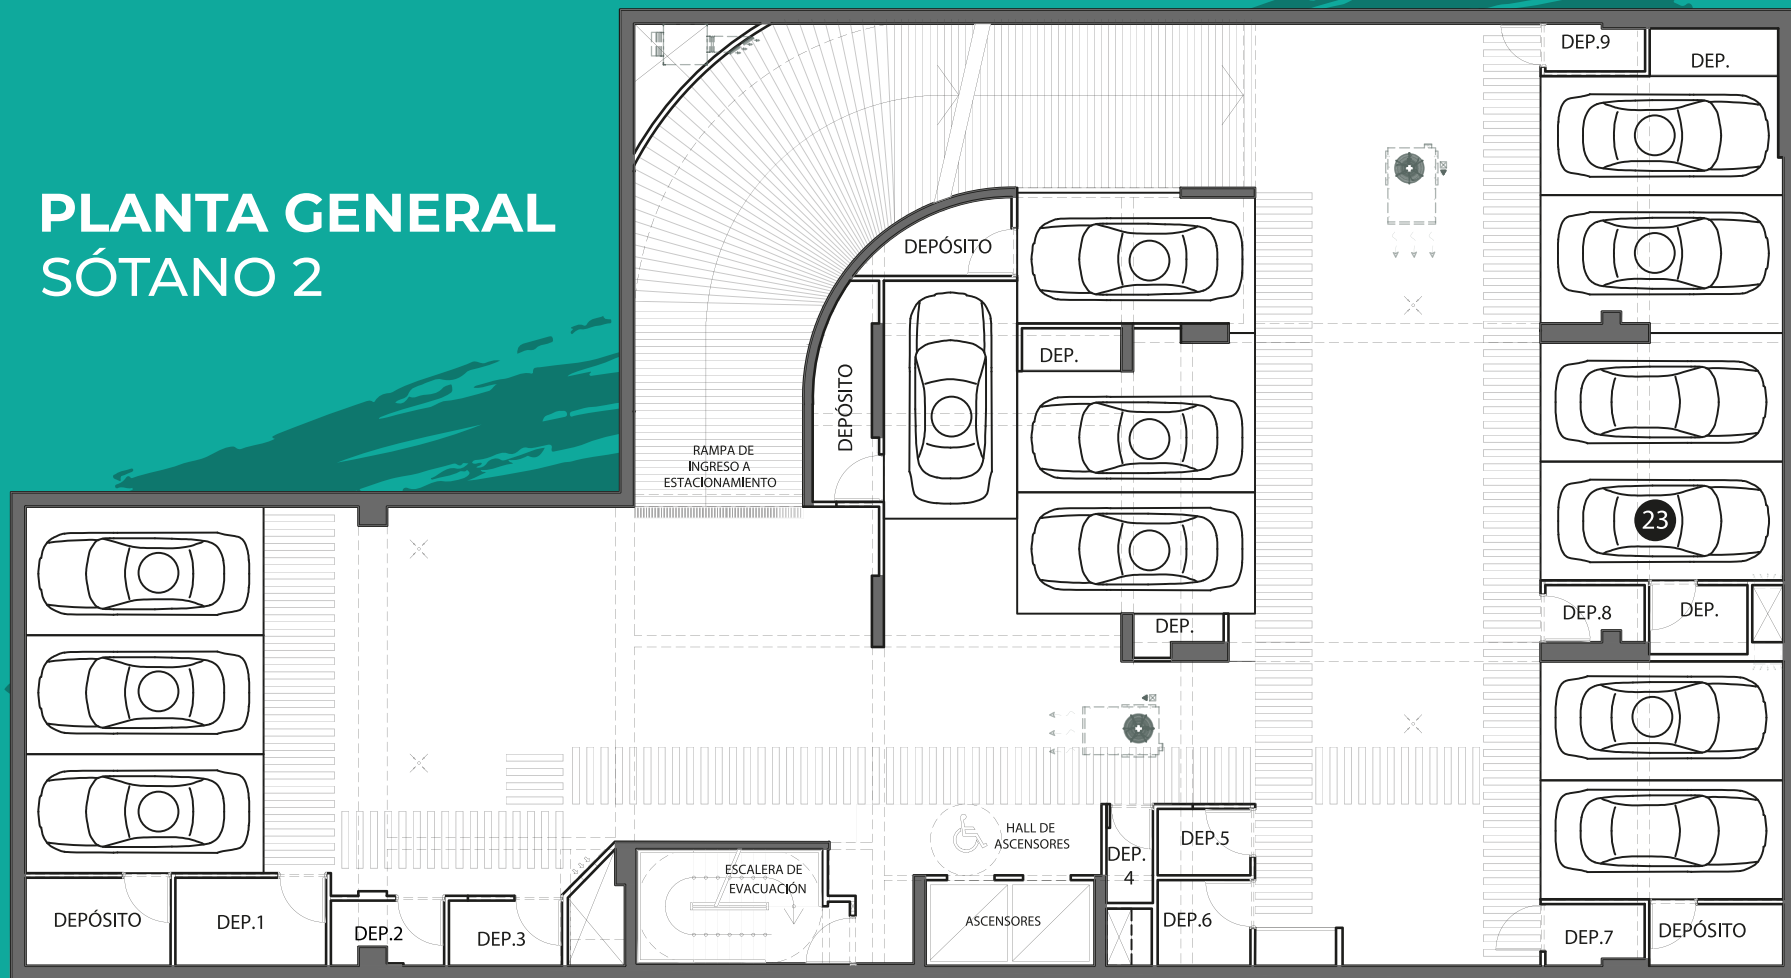 PLANTA GENERAL
SÓTANO 2
DEP.9
DEP.
DEPÓSITO
DEP.
DEPÓSITO
RAMPA DE
INGRESO A
ESTACIONAMIENTO
23
DEP.8
DEP.
DEP.
HALL DE
ASCENSORES
DEP.5
DEP.
4
ESCALERA DE
EVACUACIÓN
DEPÓSITO
DEP.1
DEP.2
DEP.3
ASCENSORES
DEP.6
DEP.7
DEPÓSITO